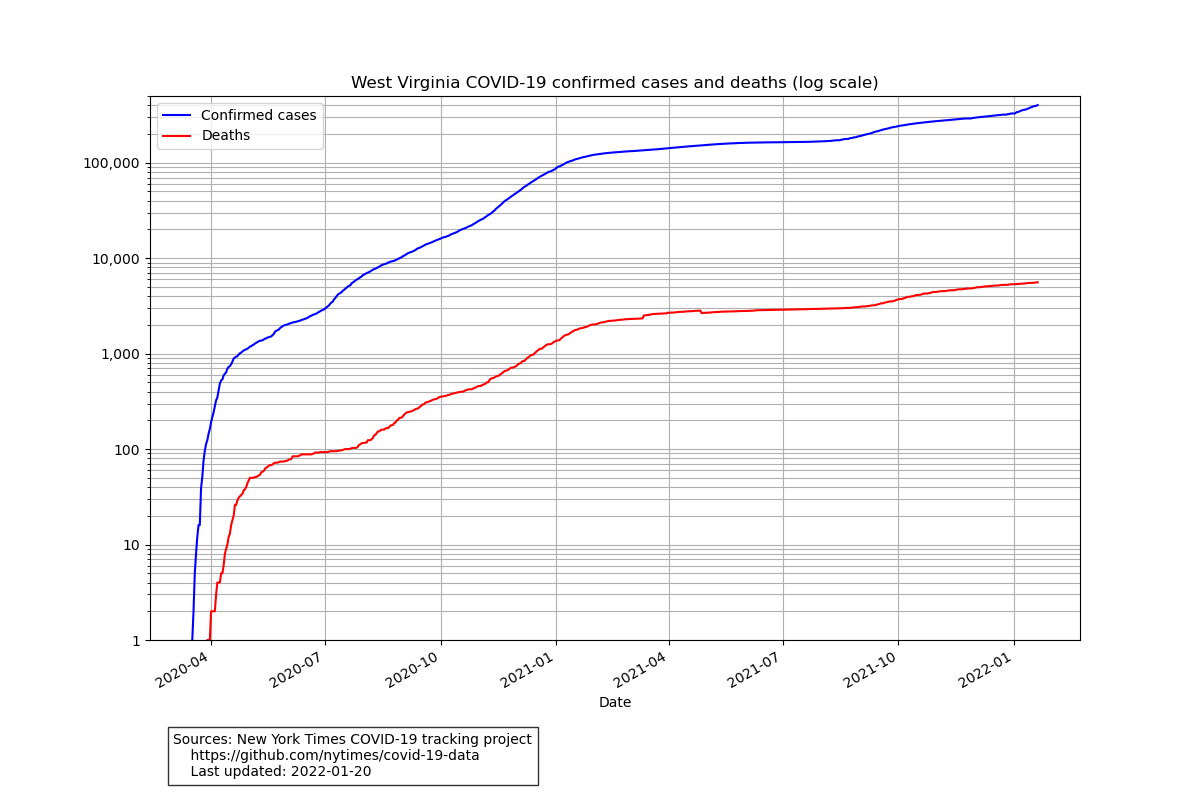 West Virginia COVID-19 confirmed cases and deaths (log scale)
Confirmed cases
Deaths
100,000
10,000
1,000
100
10
1
2020-04
2020-07
2020-10
2021-01
2021-04
2021-07
2021-10
2022-01
Date
Sources: New York Times COVID-19 tracking project
https://github.com/nytimes/covid-19-data
Last updated: 2022-01-20